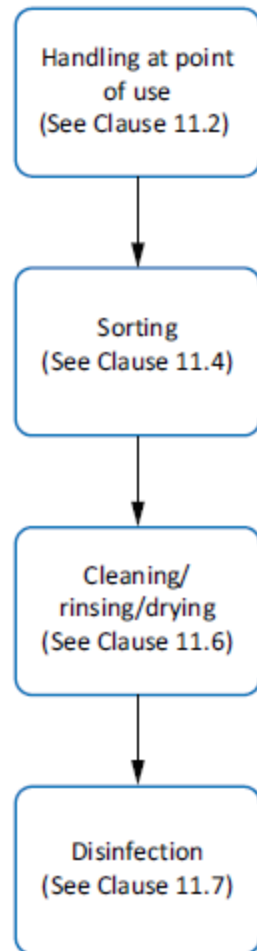 Handling at point
of use
(See Clause 11.2)
Sorting
(See Clause 11.4)
Cleaning/
rinsing/drying
(See Clause 11.6)
Disinfection
(See Clause 11.7)